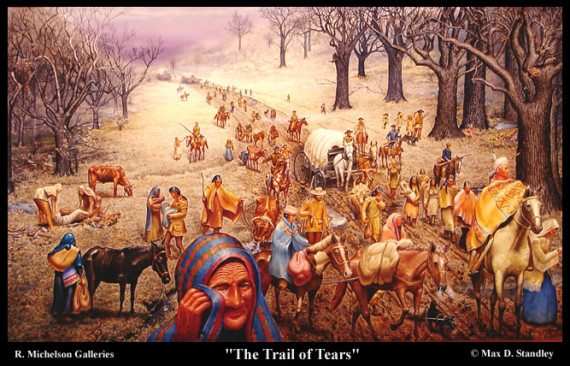 R. Michelson Galleries
"The Trail of Tears"
© Max D. Standley